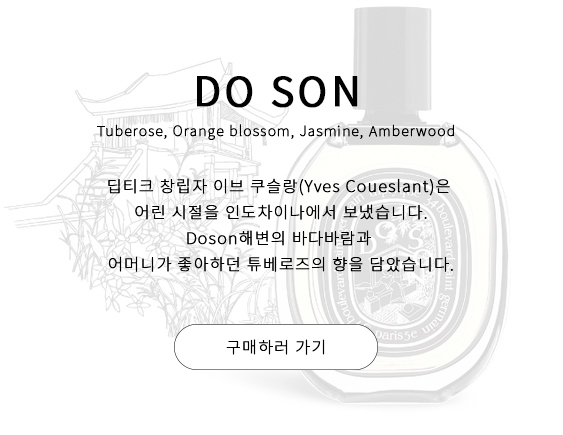 DO SON
Tuberose, Orange blossom, Jasmine, Amberwood
딥티크 창립자 이브 쿠슬랑(Yves Coueslant)은
어린 시절을 인도차이나에서 보냈습니다.
Doson해변의 바다바람과
어머니가 좋아하던 튜베로즈의 향을 담았습니다.
구매하러 가기